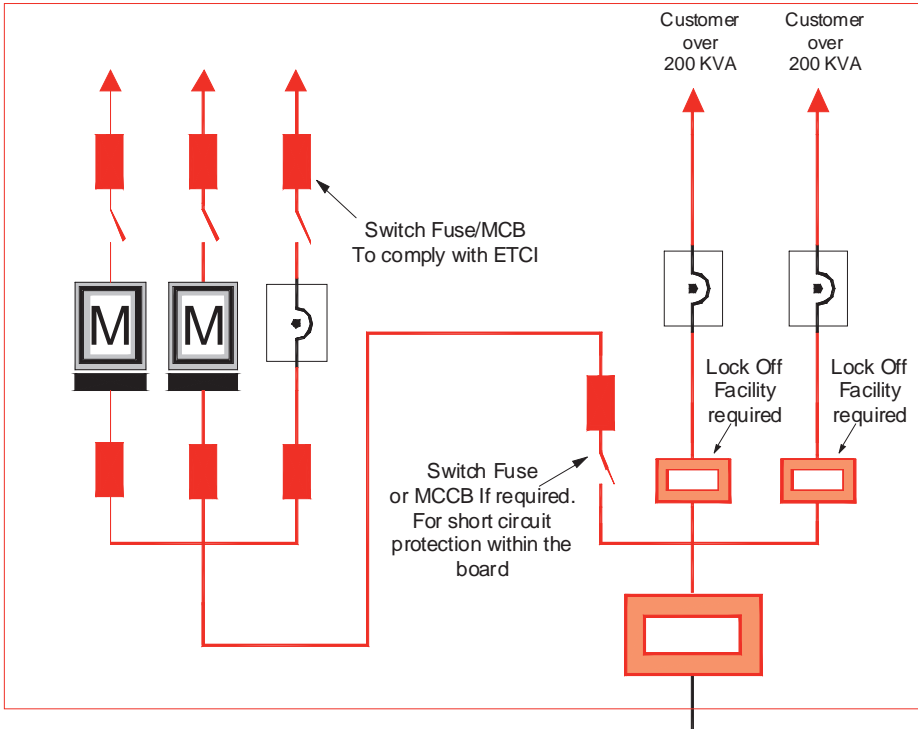 Customer
over
200 KVA
Customer
over
200 KVA
Switch Fuse/MCB
To comply with ETCI
M
M
Lock Off
Facility
required
Lock Off
Facility
required
Switch Fuse
or MCCB If required.
For short circuit
protection within the
board